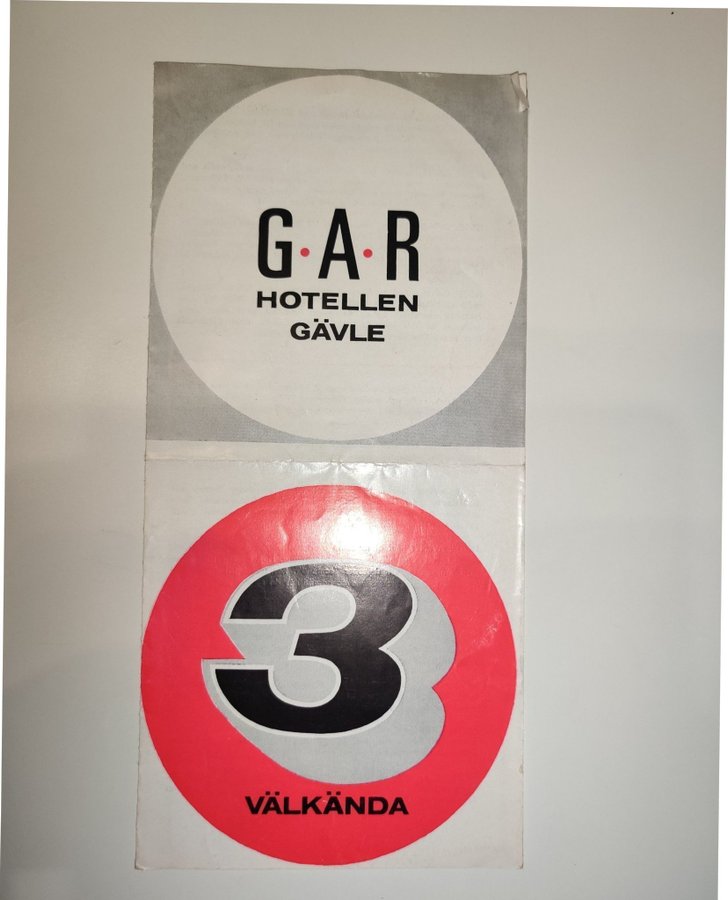 G·A·R
HOTELLEN
GÄVLE
3
VÄLKÄNDA